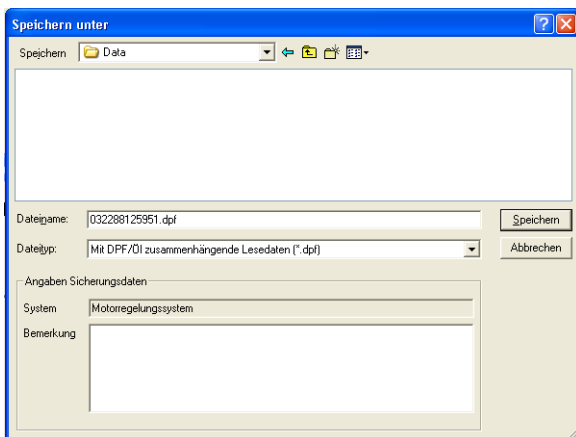 Speichern unter
Speichern Data
Dateiname: 032288125951.dpf Speichern
Dateityp: Mit DPF/Öl zusammenhängende Lesedaten (*.dpf) Abbrechen
Angaben Sicherungsdaten
System Motorregelungssystem
Bemerkung